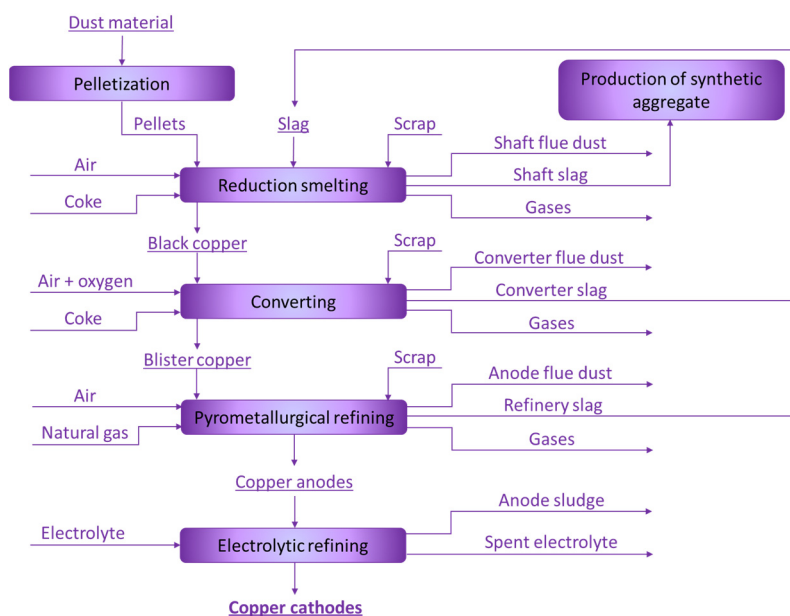 Dust material
Pelletization
Production of synthetic
aggregate
Pellets
Slag
Scrap
Air
Coke
Reduction smelting
Shaft flue dust
Shaft slag
Gases
Black copper
Scrap
Air + oxygen
Coke
Converting
Converter flue dust
Converter slag
Gases
Blister copper
Scrap
Air
Natural gas
Pyrometallurgical refining
Anode flue dust
Refinery slag
Gases
Copper anodes
Electrolyte
Electrolytic refining
Anode sludge
Spent electrolyte
Copper cathodes